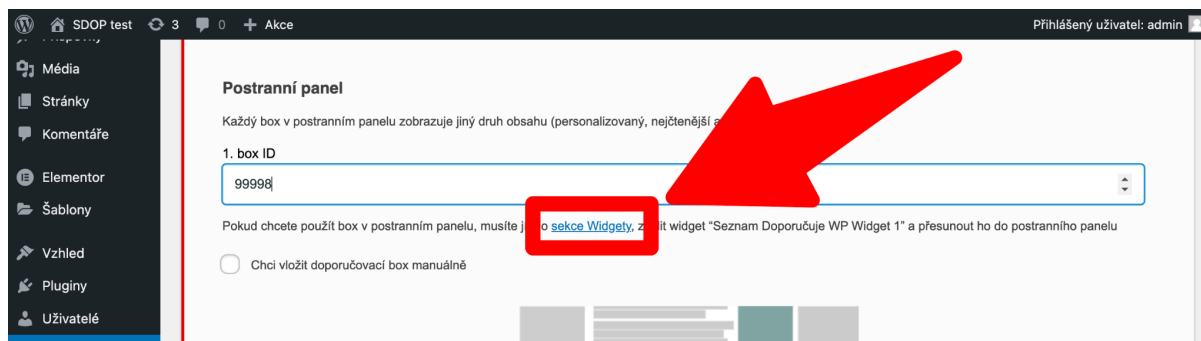 SDOP test 3 0 + Akce Přihlášený uživatel: admin
Média
Stránky
Komentáře
Elementor
Šablony
Vzhled
Pluginy
Uživatelé
Postranní panel
Každý box v postranním panelu zobrazuje jiný druh obsahu (personalizovaný, nejčtenější
1. box ID
99998
Pokud chcete použít box v postranním panelu, musíte sekce Widgety, widget “Seznam Doporučuje WP Widget 1” a přesunout ho do postranního panelu
Chci vložit doporučovací box manuálně